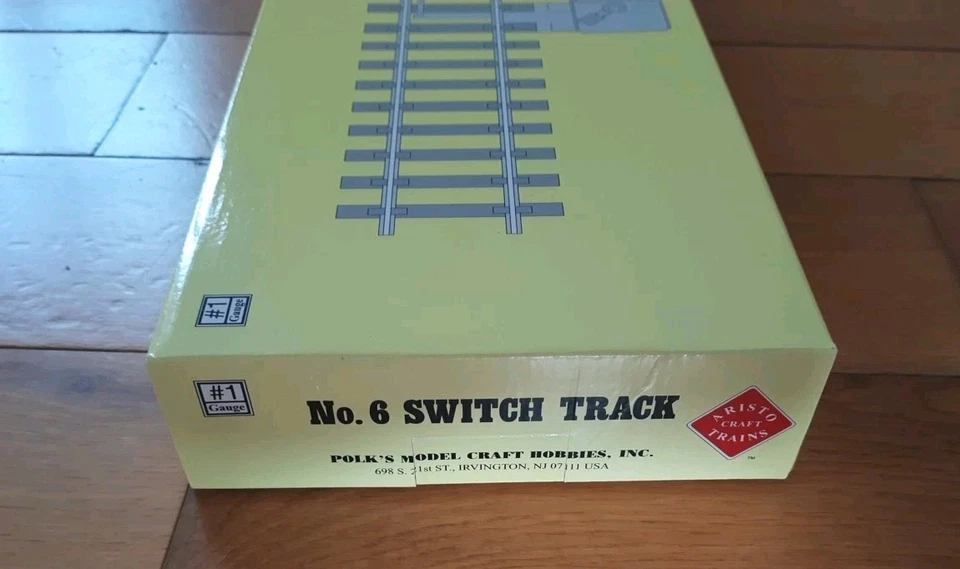 #1
Gauge
#1
Gauge
No. 6 SWITCH TRACK
ARISTO
CRAFT
TRAINS
TM
POLK'S MODEL CRAFT HOBBIES, INC.
698 S. 21st ST., IRVINGTON, NJ 07111 USA